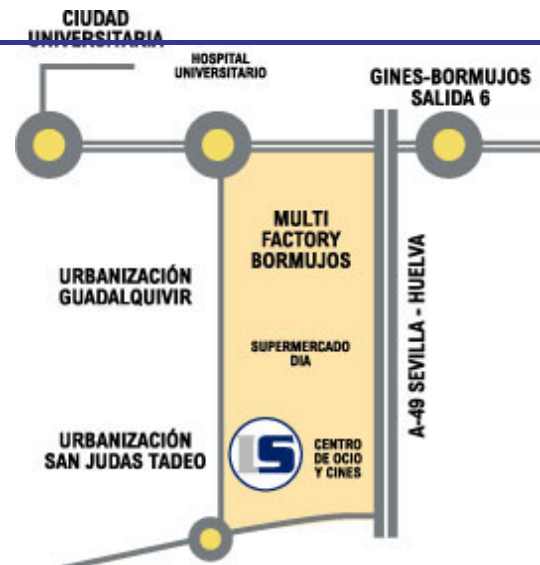 CIUDAD
UNIVERSITARIA
HOSPITAL
UNIVERSITARIO
GINES-BORMUJOS
SALIDA 6
MULTI
FACTORY
BORMUJOS
URBANIZACIÓN
GUADALQUIVIR
A-49 SEVILLA - HUELVA
SUPERMERCADO
DIA
URBANIZACIÓN
SAN JUDAS TADEO
LS
CENTRO
DE OCIO
Y CINES